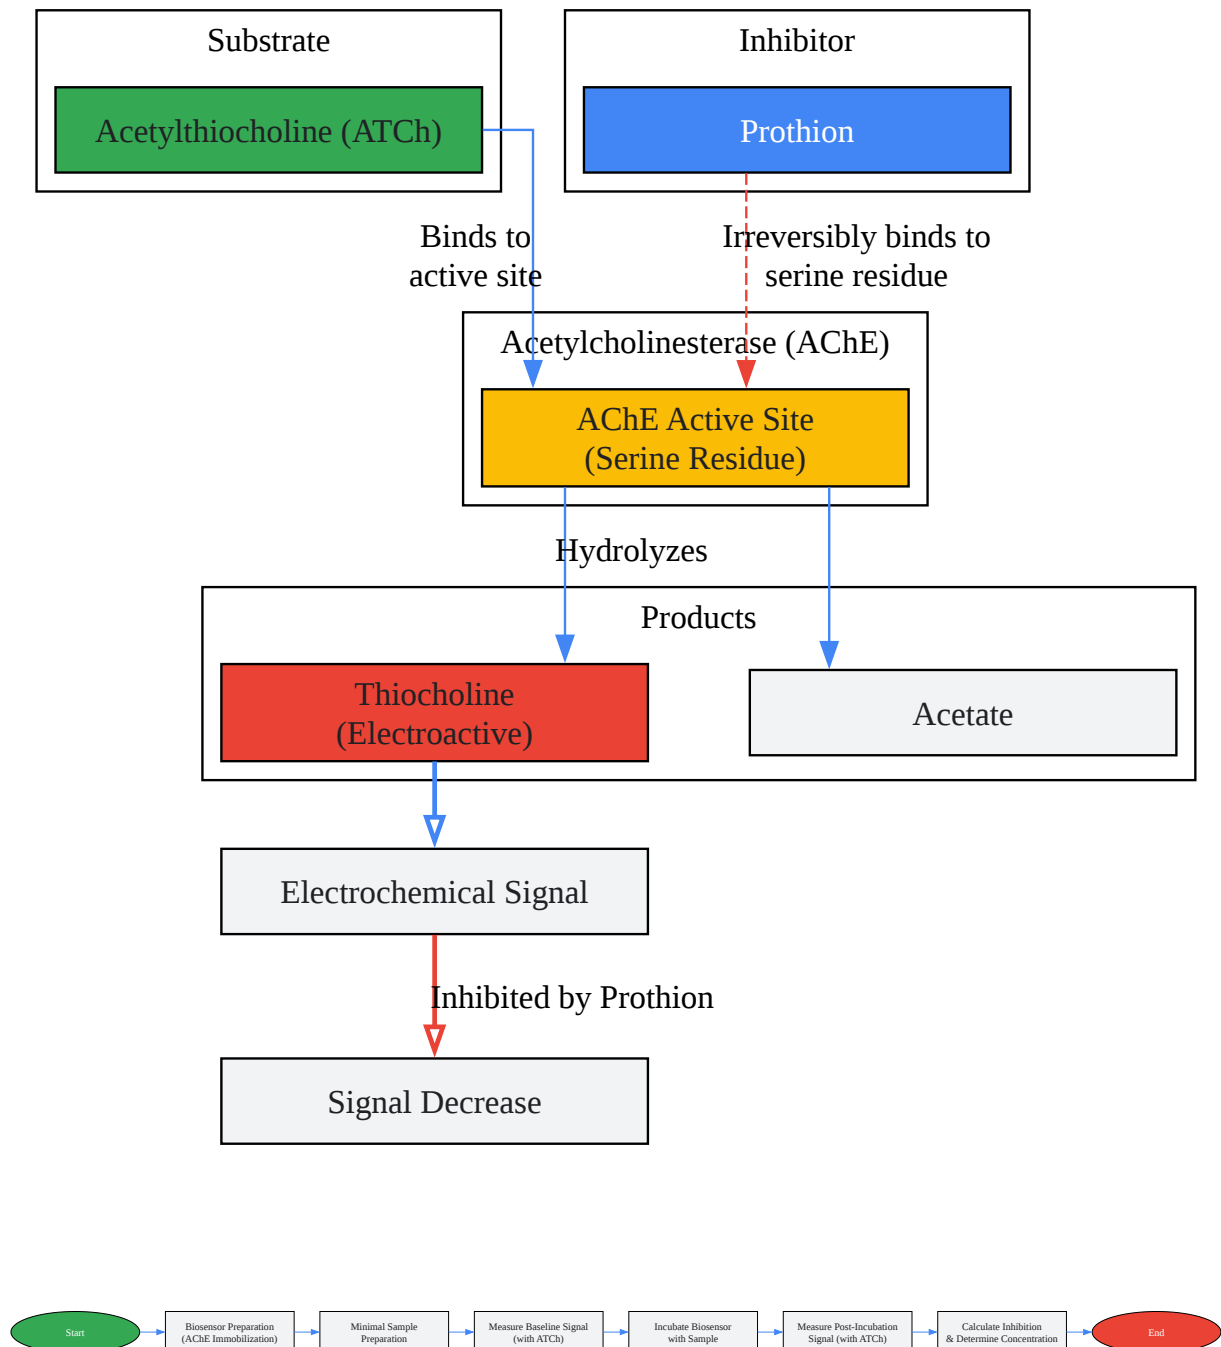 Substrate
Inhibitor
Acetylthiocholine (ATCh)
Prothion
Binds to
active site
Irreversibly binds to
serine residue
Acetylcholinesterase (AChE)
AChE Active Site
(Serine Residue)
Hydrolyzes
Products
Thiocholine
(Electroactive)
Acetate
Electrochemical Signal
Inhibited by Prothion
Signal Decrease
Start
Biosensor Preparation
(AChE Immobilization)
Minimal Sample
Preparation
Measure Baseline Signal
(with ATCh)
Incubate Biosensor
with Sample
Measure Post-Incubation
Signal (with ATCh)
Calculate Inhibition
& Determine Concentration
End